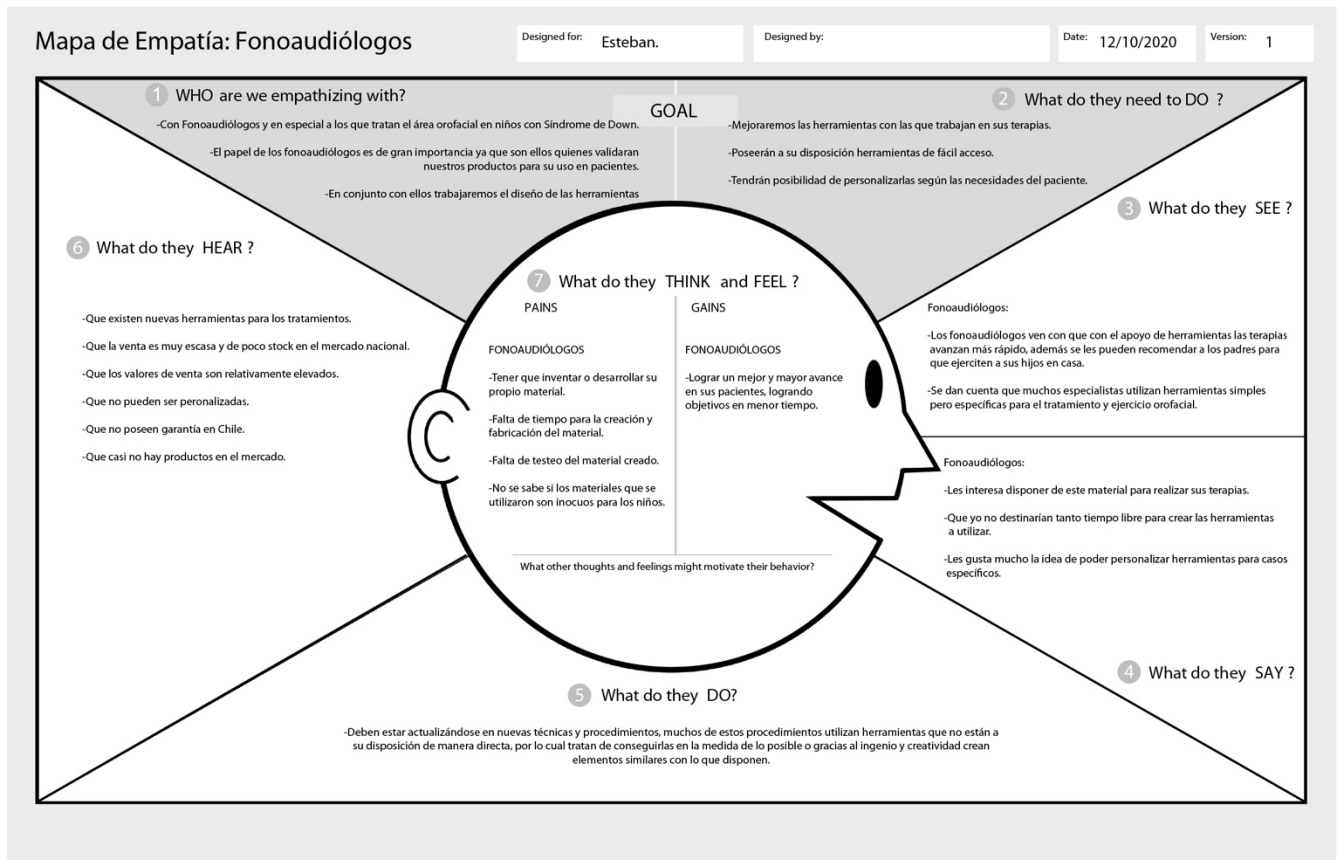 Mapa de Empatía: Fonoaudiólogos
Designed for:
Esteban.
Designed by:
Date:
12/10/2020
Version:
1
1 WHO are we empathizing with?
-Con Fonoaudiólogos y en especial a los que tratan el área orofacial en niños con Síndrome de Down.
-El papel de los fonoaudiólogos es de gran importancia ya que son ellos quienes validaran
nuestros productos para su uso en pacientes.
-En conjunto con ellos trabajaremos el diseño de las herramientas
GOAL
2 What do they need to DO ?
-Mejoraremos las herramientas con las que trabajan en sus terapias.
-Poseerán a su disposición herramientas de fácil acceso.
-Tendrán posibilidad de personalizarlas según las necesidades del paciente.
3 What do they SEE ?
Fonoaudiólogos:
-Los fonoaudiólogos ven con que con el apoyo de herramientas las terapias
avanzan más rápido, además se les pueden recomendar a los padres para
que ejerciten a sus hijos en casa.
-Se dan cuenta que muchos especialistas utilizan herramientas simples
pero específicas para el tratamiento y ejercicio orofacial.
Fonoaudiólogos:
-Les interesa disponer de este material para realizar sus terapias.
-Que yo no destinarían tanto tiempo libre para crear las herramientas
a utilizar.
-Les gusta mucho la idea de poder personalizar herramientas para casos
específicos.
4 What do they SAY ?
5 What do they DO?
-Deben estar actualizándose en nuevas técnicas y procedimientos, muchos de estos procedimientos utilizan herramientas que no están a
su disposición de manera directa, por lo cual tratan de conseguirlas en la medida de lo posible o gracias al ingenio y creatividad crean
elementos similares con lo que disponen.
6 What do they HEAR ?
-Que existen nuevas herramientas para los tratamientos.
-Que la venta es muy escasa y de poco stock en el mercado nacional.
-Que los valores de venta son relativamente elevados.
-Que no pueden ser peronalizadas.
-Que no poseen garantía en Chile.
-Que casi no hay productos en el mercado.
7 What do they THINK and FEEL ?
PAINS
FONOAUDIÓLOGOS
-Tener que inventar o desarrollar su
propio material.
-Falta de tiempo para la creación y
fabricación del material.
-Falta de testeo del material creado.
-No se sabe si los materiales que se
utilizaron son inocuos para los niños.
GAINS
FONOAUDIÓLOGOS
-Lograr un mejor y mayor avance
en sus pacientes, logrando
objetivos en menor tiempo.
What other thoughts and feelings might motivate their behavior?